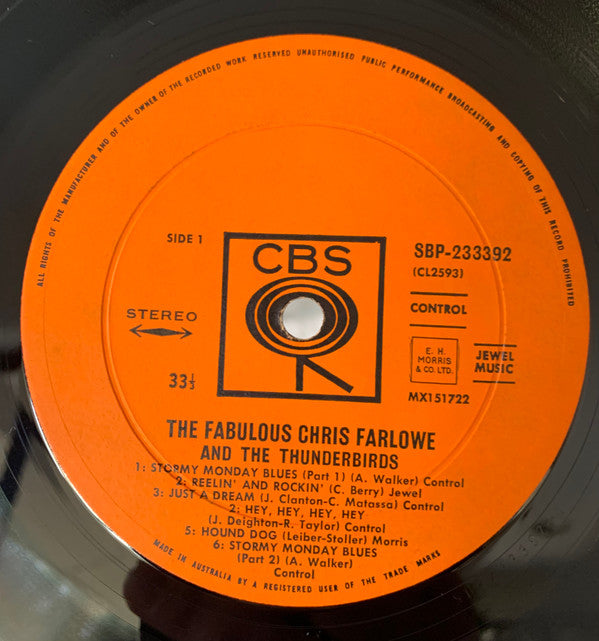 ALL RIGHTS OF THE MANUFACTURER AND OF THE OWNER OF THE RECORDED WORK RESERVED UNAUTHORISED PUBLIC PERFORMANCE BROADCASTING AND COPYING OF THIS RECORD PROHIBITED
SIDE 1
CBS
SBP-233392
(CL2593)
STEREO
CONTROL
E. H.
MORRIS
& CO. LTD.
JEWEL
MUSIC
33⅓
MX151722
THE FABULOUS CHRIS FARLOWE
AND THE THUNDERBIRDS
1: STORMY MONDAY BLUES (Part 1) (A. Walker) Control
2: REELIN' AND ROCKIN' (C. Berry) Jewel
3: JUST A DREAM (J. Clanton-C. Matassa) Control
2: HEY, HEY, HEY, HEY
(J. Deighton-R. Taylor) Control
5: HOUND DOG (Leiber-Stoller) Morris
6: STORMY MONDAY BLUES
(Part 2) (A. Walker)
Control
MADE IN AUSTRALIA BY A REGISTERED USER OF THE TRADE MARKS